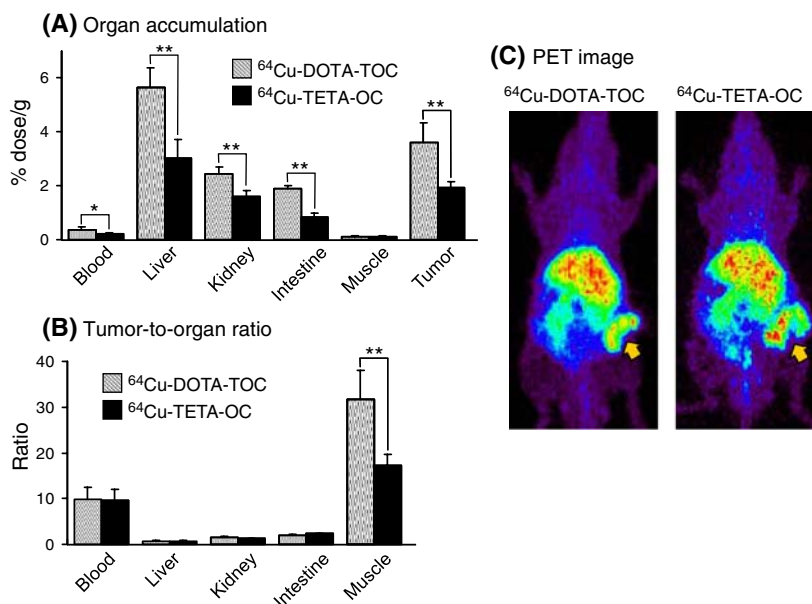 (A) Organ accumulation
⁶⁴Cu-DOTA-TOC
⁶⁴Cu-TETA-OC
% dose/g
6
4
2
0
*
**
**
**
**
Blood
Liver
Kidney
Intestine
Muscle
Tumor
(B) Tumor-to-organ ratio
⁶⁴Cu-DOTA-TOC
⁶⁴Cu-TETA-OC
Ratio
40
30
20
10
0
**
Blood
Liver
Kidney
Intestine
Muscle
(C) PET image
⁶⁴Cu-DOTA-TOC ⁶⁴Cu-TETA-OC